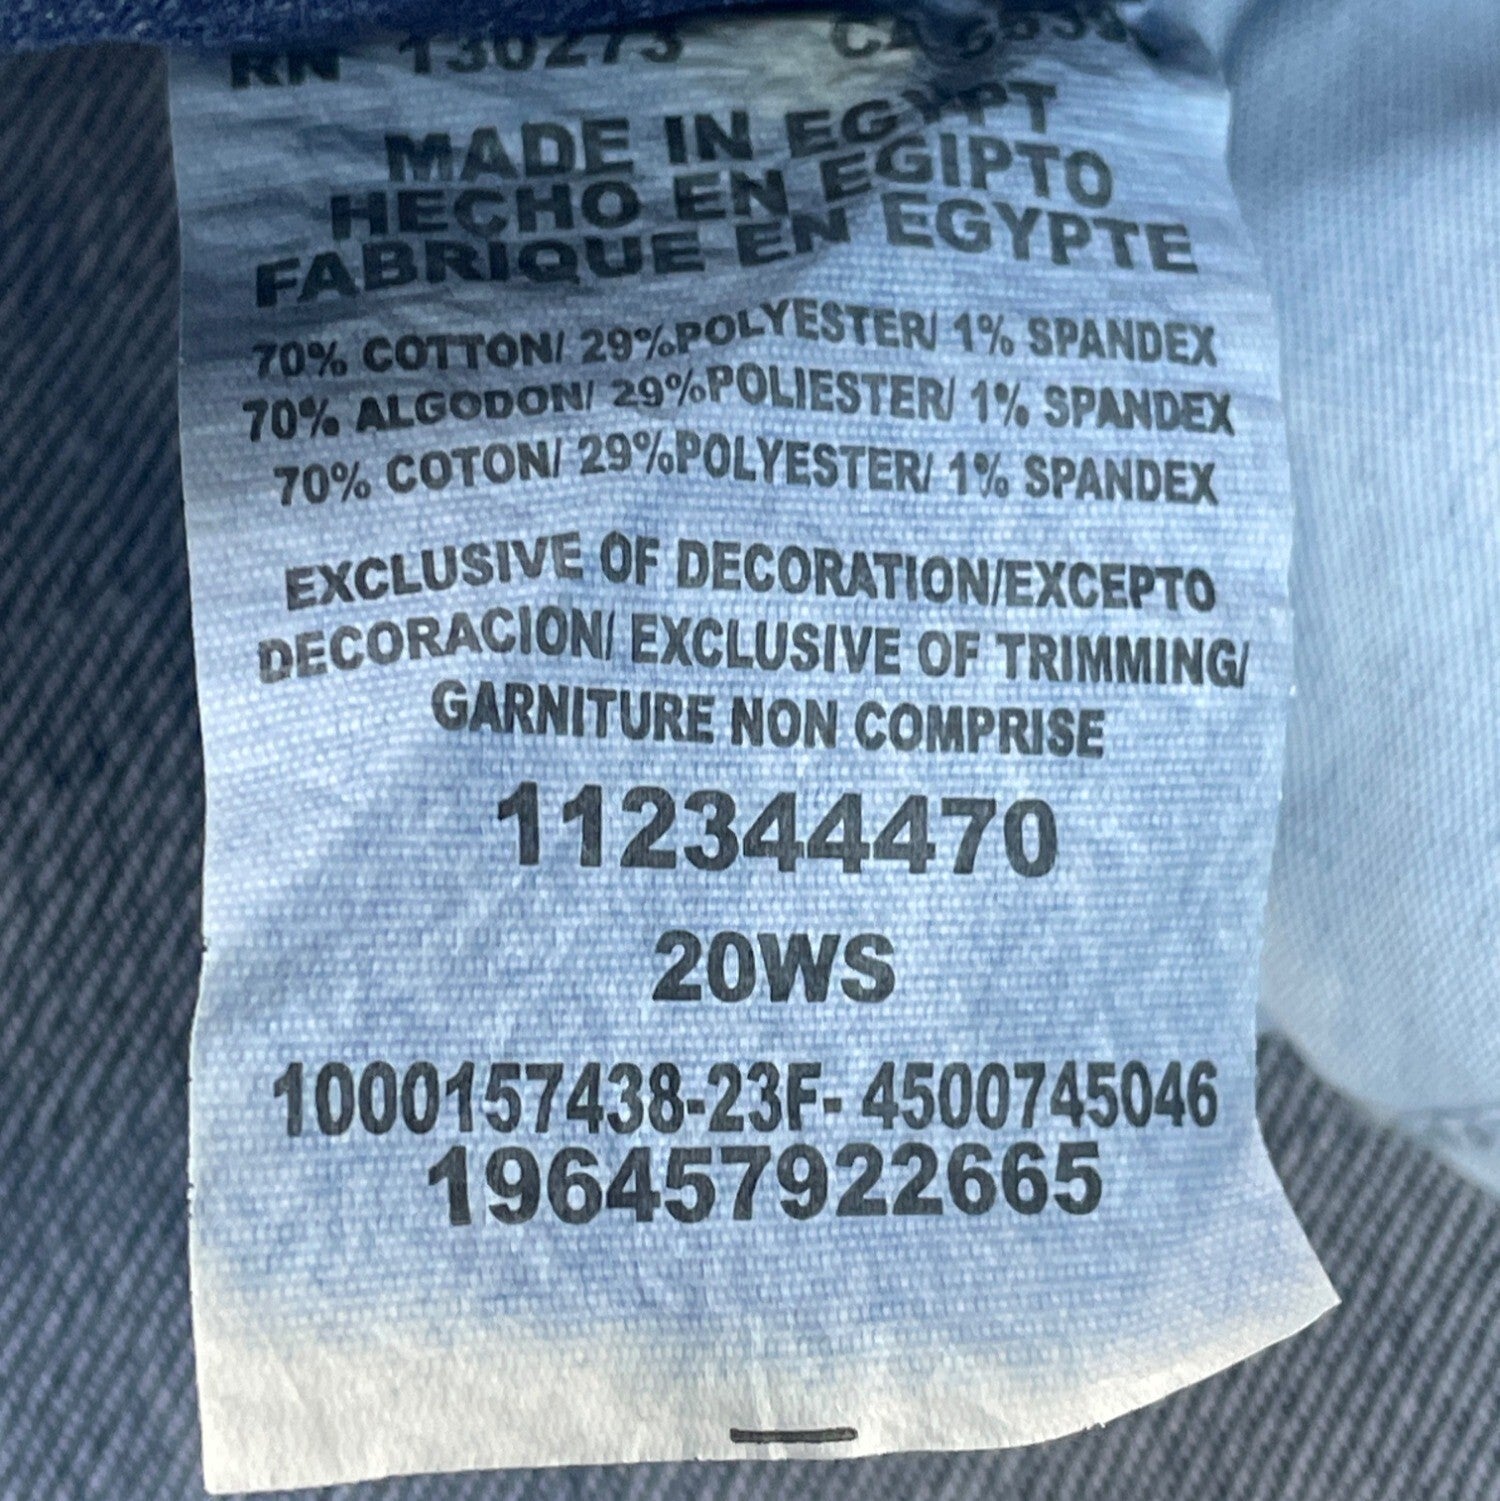 RN 130273 CA
MADE IN EGYPT
HECHO EN EGIPTO
FABRIQUE EN EGYPTE
70% COTTON/ 29%POLYESTER/ 1% SPANDEX
70% ALGODON/ 29%POLIESTER/ 1% SPANDEX
70% COTON/ 29%POLYESTER/ 1% SPANDEX
EXCLUSIVE OF DECORATION/EXCEPTO
DECORACION/ EXCLUSIVE OF TRIMMING/
GARNITURE NON COMPRISE
112344470
20WS
1000157438-23F- 4500745046
196457922665